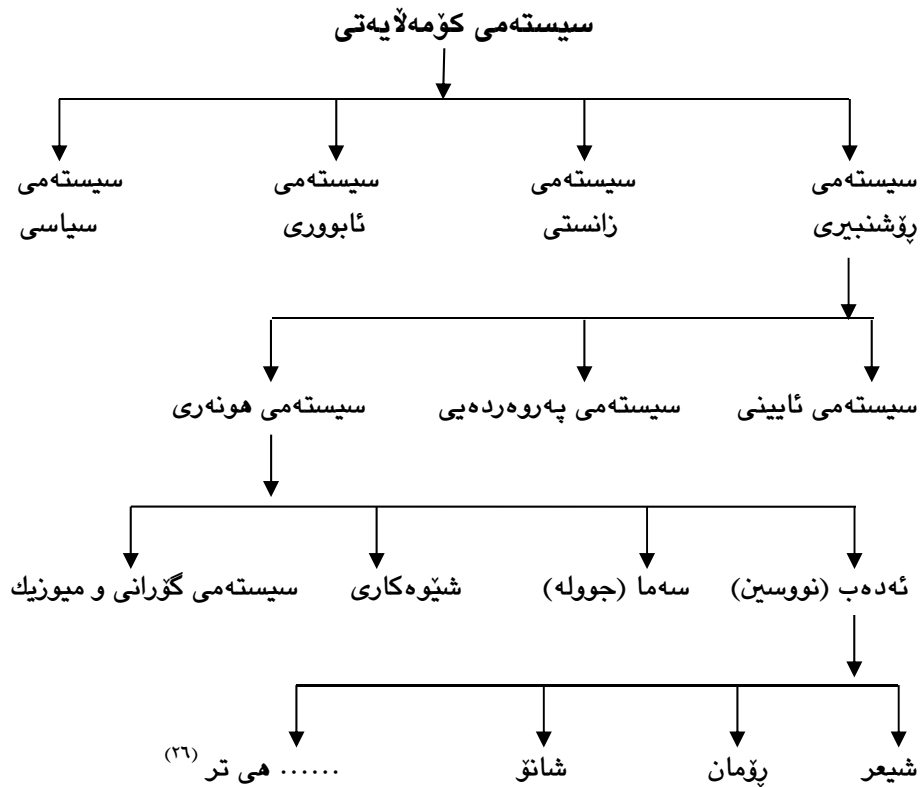 سیستەمی کۆمەڵایەتی
سیستەمی سیستەمی سیستەمی سیستەمی
ڕۆشنبیری زانستی ئابووری سیاسی
سیستەمی ئایینی سیستەمی پەروەردەیی سیستەمی هونەری
ئەدەب (نووسین) سەما (جوولە) شێوەکاری سیستەمی گۆرانی و میوزیك
شیعر ڕۆمان شانۆ ...... هی تر (٢٦)